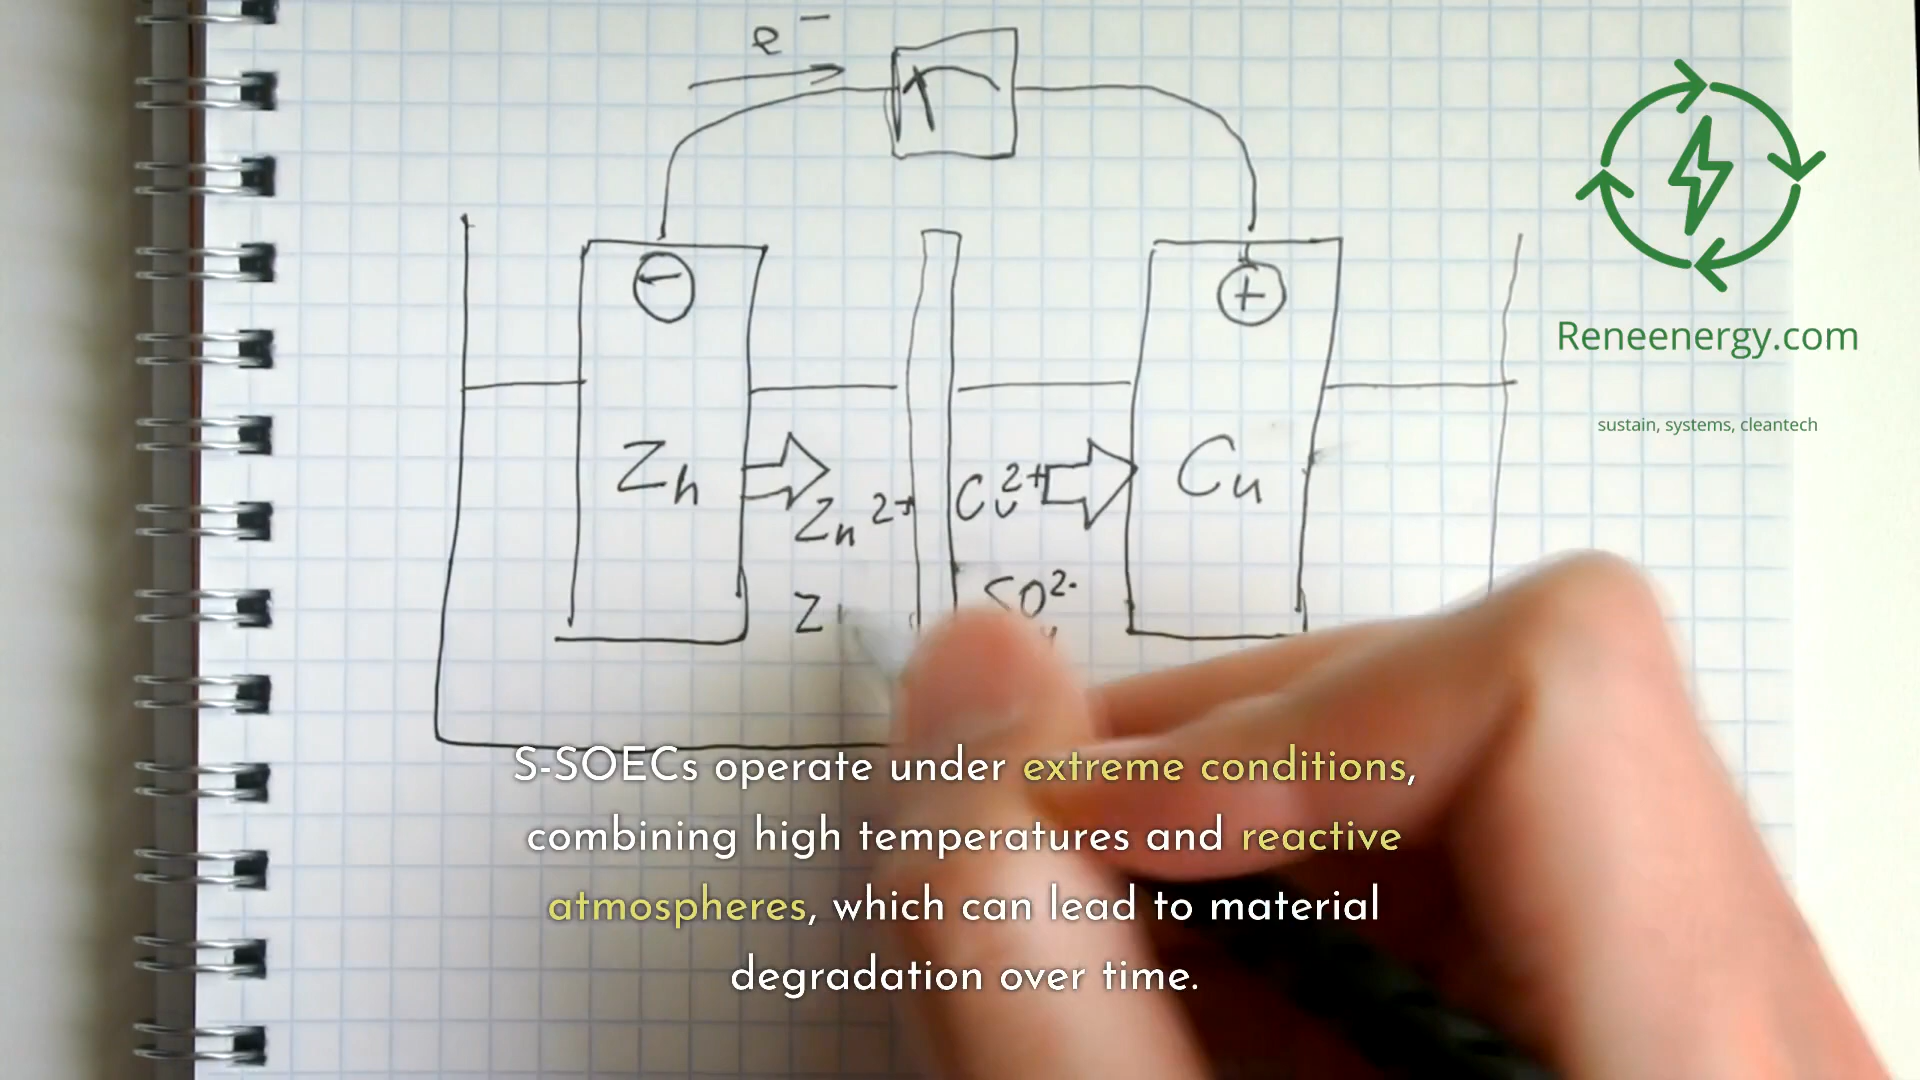 e⁻
−
+
Zn
Zn²⁺
Cu²⁺
Cu
Z
SO²⁻
Reneenergy.com
sustain, systems, cleantech
S-SOECs operate under extreme conditions,
combining high temperatures and reactive
atmospheres, which can lead to material
degradation over time.